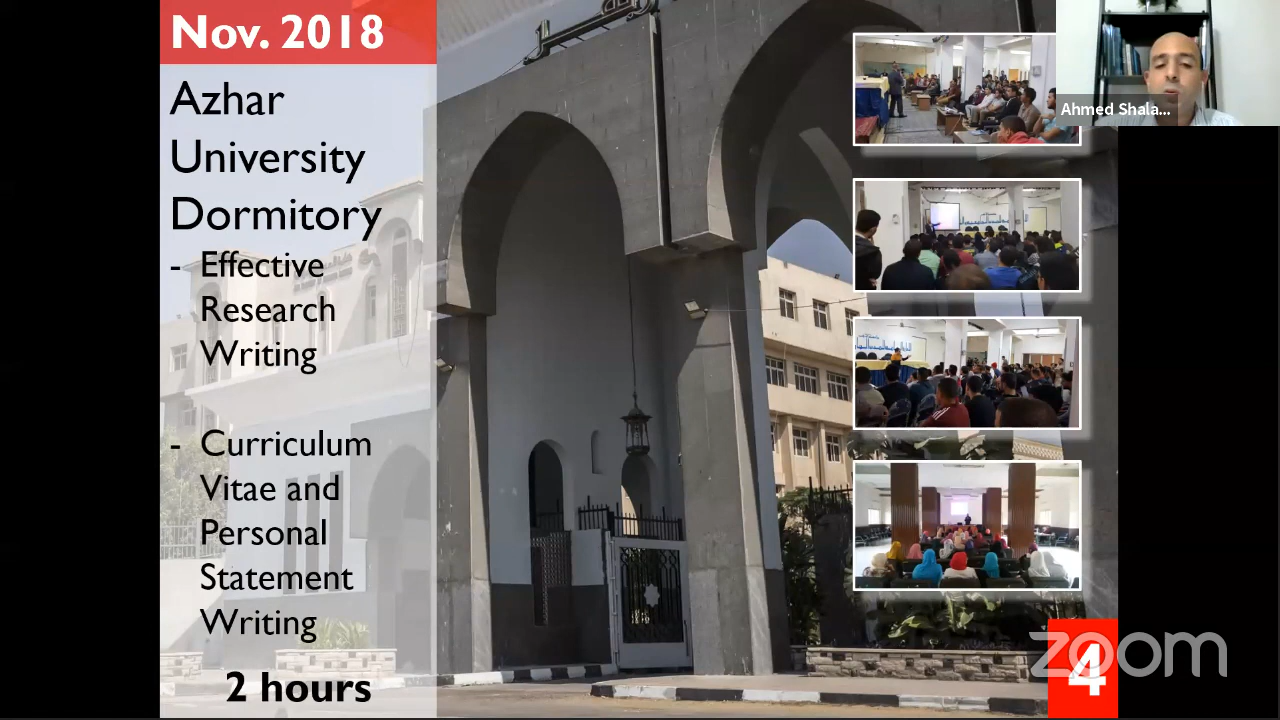 Nov. 2018
Azhar
University
Dormitory
- Effective
Research
Writing
- Curriculum
Vitae and
Personal
Statement
Writing
2 hours
Ahmed Shala...
4
zoom